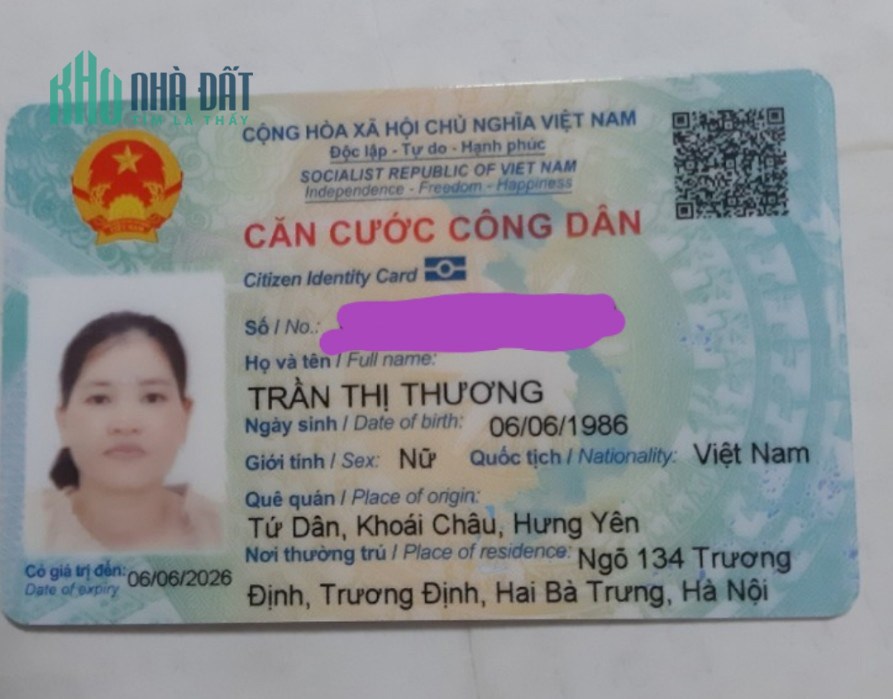 KHO NHÀ ĐẤT
TÌM LÀ THẤY
CỘNG HÒA XÃ HỘI CHỦ NGHĨA VIỆT NAM
Độc lập - Tự do - Hạnh phúc
SOCIALIST REPUBLIC OF VIET NAM
Independence - Freedom - Happiness
CĂN CƯỚC CÔNG DÂN
Citizen Identity Card
Số / No.:
Họ và tên / Full name:
TRẦN THỊ THƯƠNG
Ngày sinh / Date of birth: 06/06/1986
Giới tính / Sex: Nữ Quốc tịch / Nationality: Việt Nam
Quê quán / Place of origin:
Tứ Dân, Khoái Châu, Hưng Yên
Nơi thường trú / Place of residence: Ngõ 134 Trương
Định, Trương Định, Hai Bà Trưng, Hà Nội
Có giá trị đến: 06/06/2026
Date of expiry